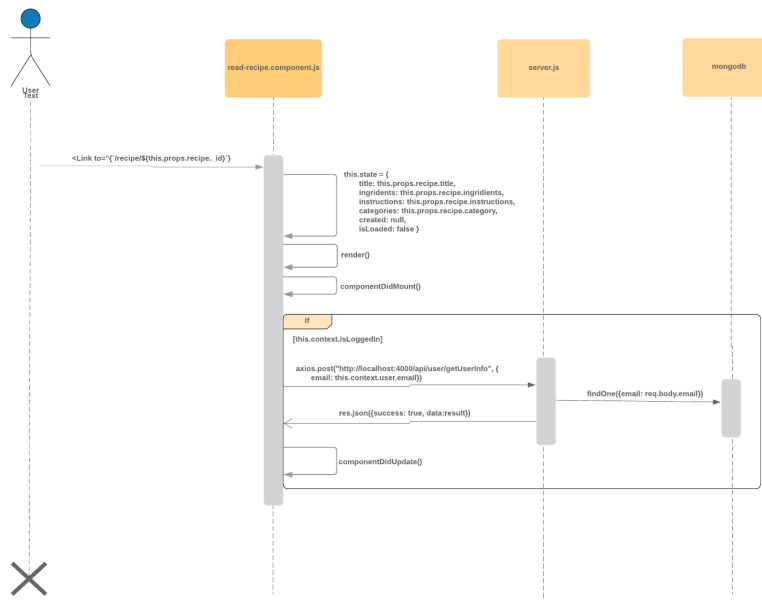 read-recipe.component.js
server.js
mongodb
User
Text
<Link to="{`/recipe/${this.props.recipe._id}`}
this.state = {
title: this.props.recipe.title,
ingridents: this.props.recipe.ingridients,
instructions: this.props.recipe.instructions,
categories: this.props.recipe.category,
created: null,
isLoaded: false }
render()
componentDidMount()
If
[this.context.isLoggedIn]
axios.post("http://localhost:4000/api/user/getUserInfo", {
email: this.context.user.email})
findOne({email: req.body.email})
res.json({success: true, data:result})
componentDidUpdate()